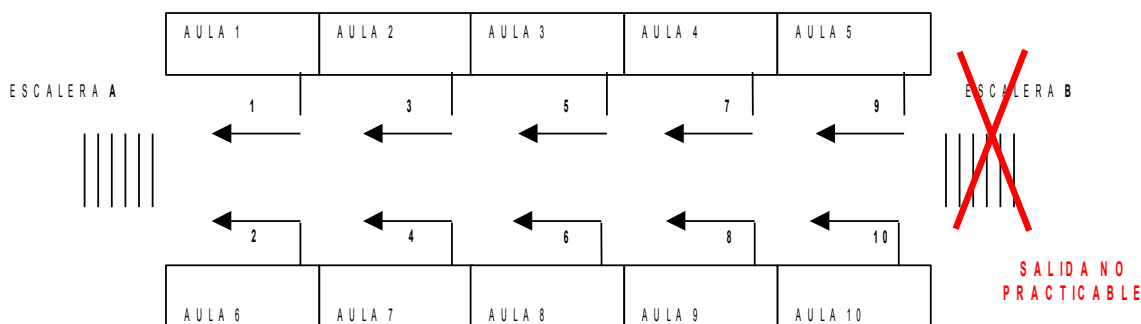 AULA 1 AULA 2 AULA 3 AULA 4 AULA 5
ESCALERA A ESCALERA B
1 3 5 7 9
2 4 6 8 10
SALIDA NO
PRACTICABLE
AULA 6 AULA 7 AULA 8 AULA 9 AULA 10